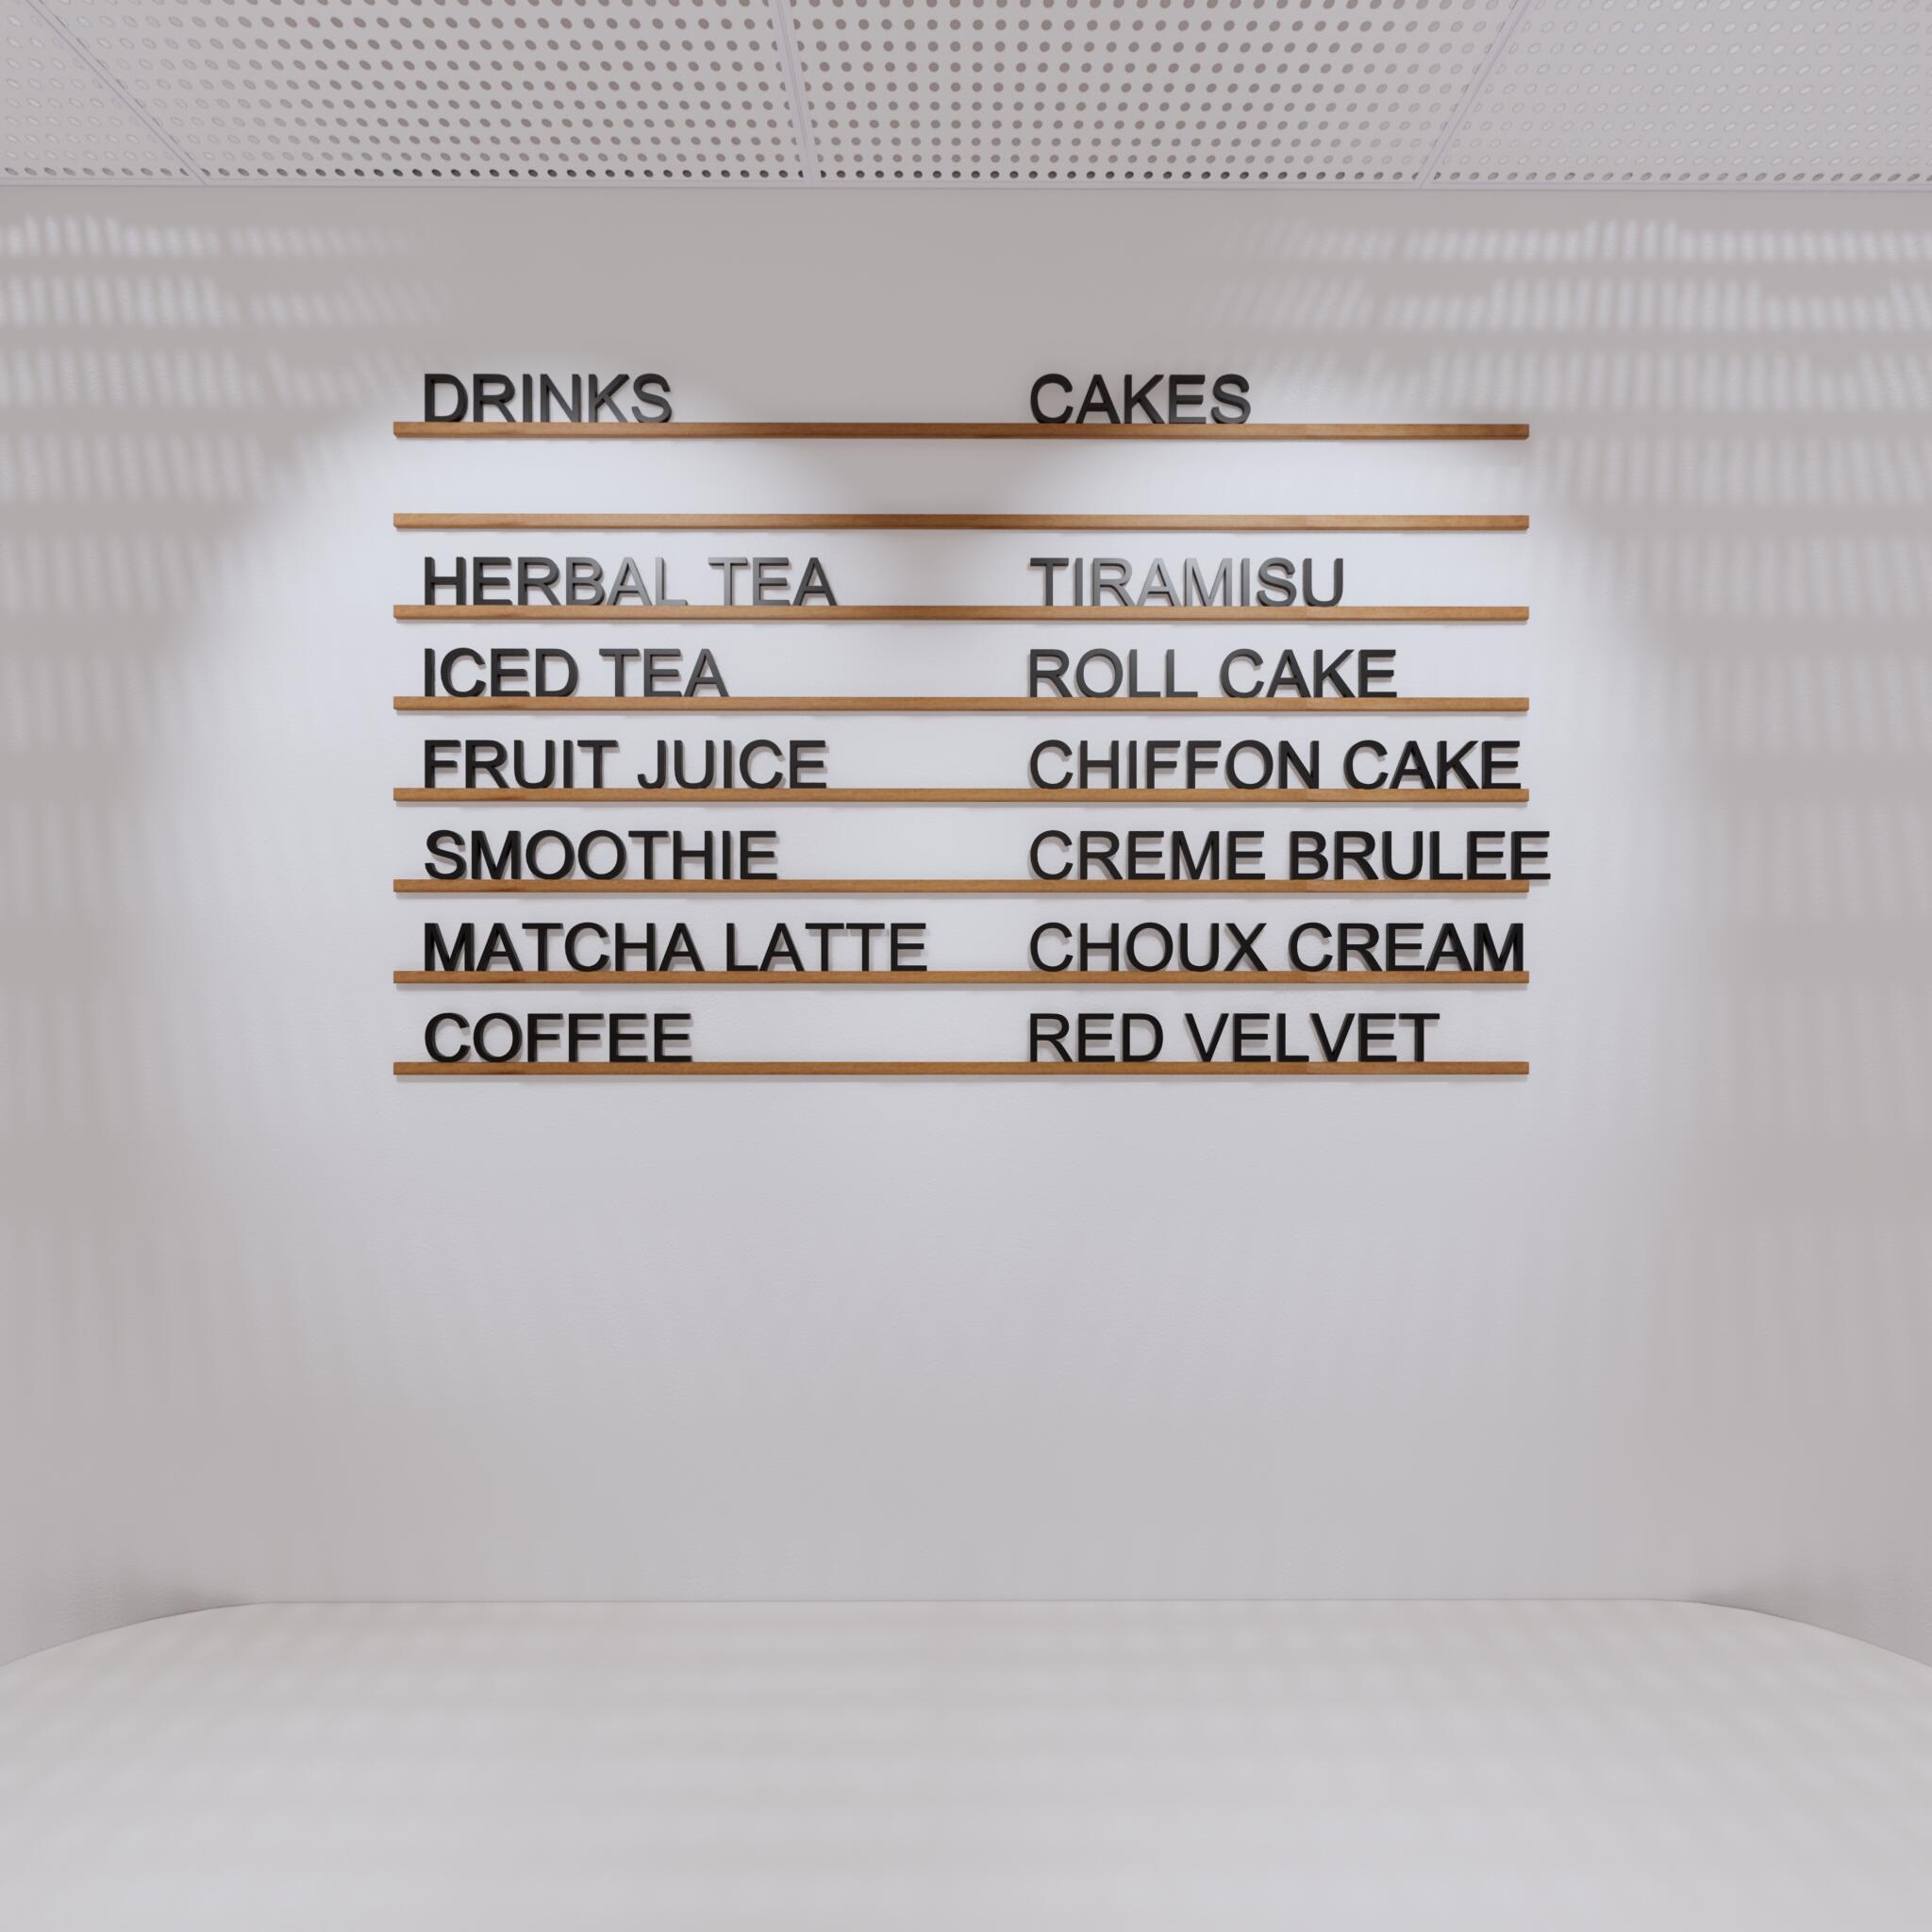 DRINKS
HERBAL TEA
ICED TEA
FRUIT JUICE
SMOOTHIE
MATCHA LATTE
COFFEE
CAKES
TIRAMISU
ROLL CAKE
CHIFFON CAKE
CREME BRULEE
CHOUX CREAM
RED VELVET